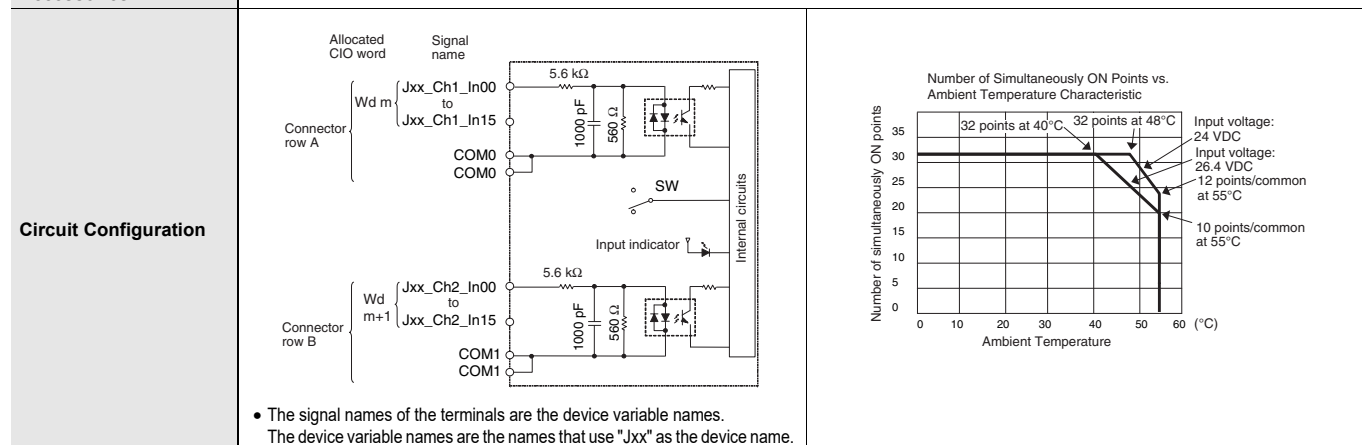 Circuit Configuration
Allocated
CIO word
Signal
name
Connector
row A
Wd m
Jxx_Ch1_In00
to
Jxx_Ch1_In15
COM0
COM0
5.6 kΩ
1000 pF
560 Ω
SW
Input indicator
Internal circuits
Connector
row B
Wd
m+1
Jxx_Ch2_In00
to
Jxx_Ch2_In15
COM1
COM1
5.6 kΩ
1000 pF
560 Ω
• The signal names of the terminals are the device variable names.
The device variable names are the names that use "Jxx" as the device name.
Number of Simultaneously ON Points vs.
Ambient Temperature Characteristic
Number of simultaneously ON points
35
30
25
20
15
10
5
0
32 points at 40°C
32 points at 48°C
Input voltage:
24 VDC
Input voltage:
26.4 VDC
12 points/common
at 55°C
10 points/common
at 55°C
0 10 20 30 40 50 60 (°C)
Ambient Temperature